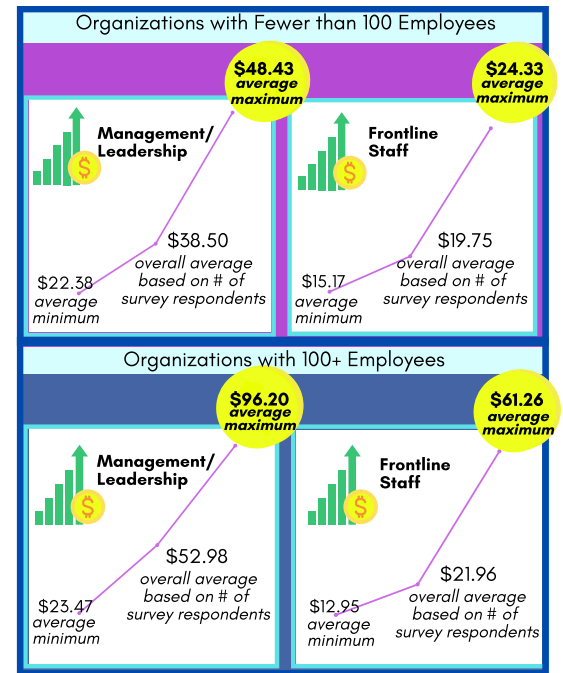 Organizations with Fewer than 100 Employees
$48.43
average
maximum
Management/
Leadership
$
$38.50
overall average
based on # of
survey respondents
$22.38
average
minimum
$24.33
average
maximum
Frontline
Staff
$
$19.75
overall average
based on # of
survey respondents
$15.17
average
minimum
Organizations with 100+ Employees
$96.20
average
maximum
Management/
Leadership
$
$52.98
overall average
based on # of
survey respondents
$23.47
average
minimum
$61.26
average
maximum
Frontline
Staff
$
$21.96
overall average
based on # of
survey respondents
$12.95
average
minimum